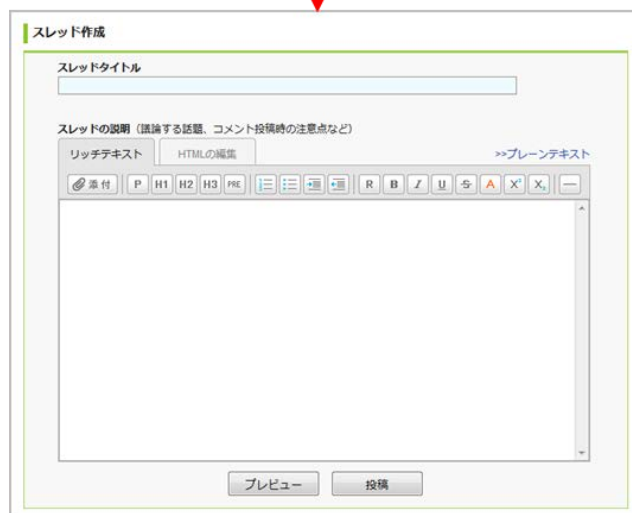 スレッド作成
スレッドタイトル
スレッドの説明（議論する話題、コメント投稿時の注意点など）
リッチテキスト HTMLの編集 >>プレーンテキスト
添付 P H1 H2 H3 PRE R B I U S A X² X₂
プレビュー 投稿